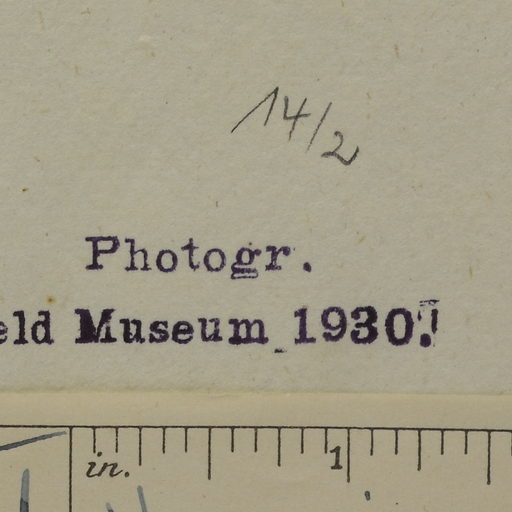 14/2
Photogr.
eld Museum 1930.
in. 1